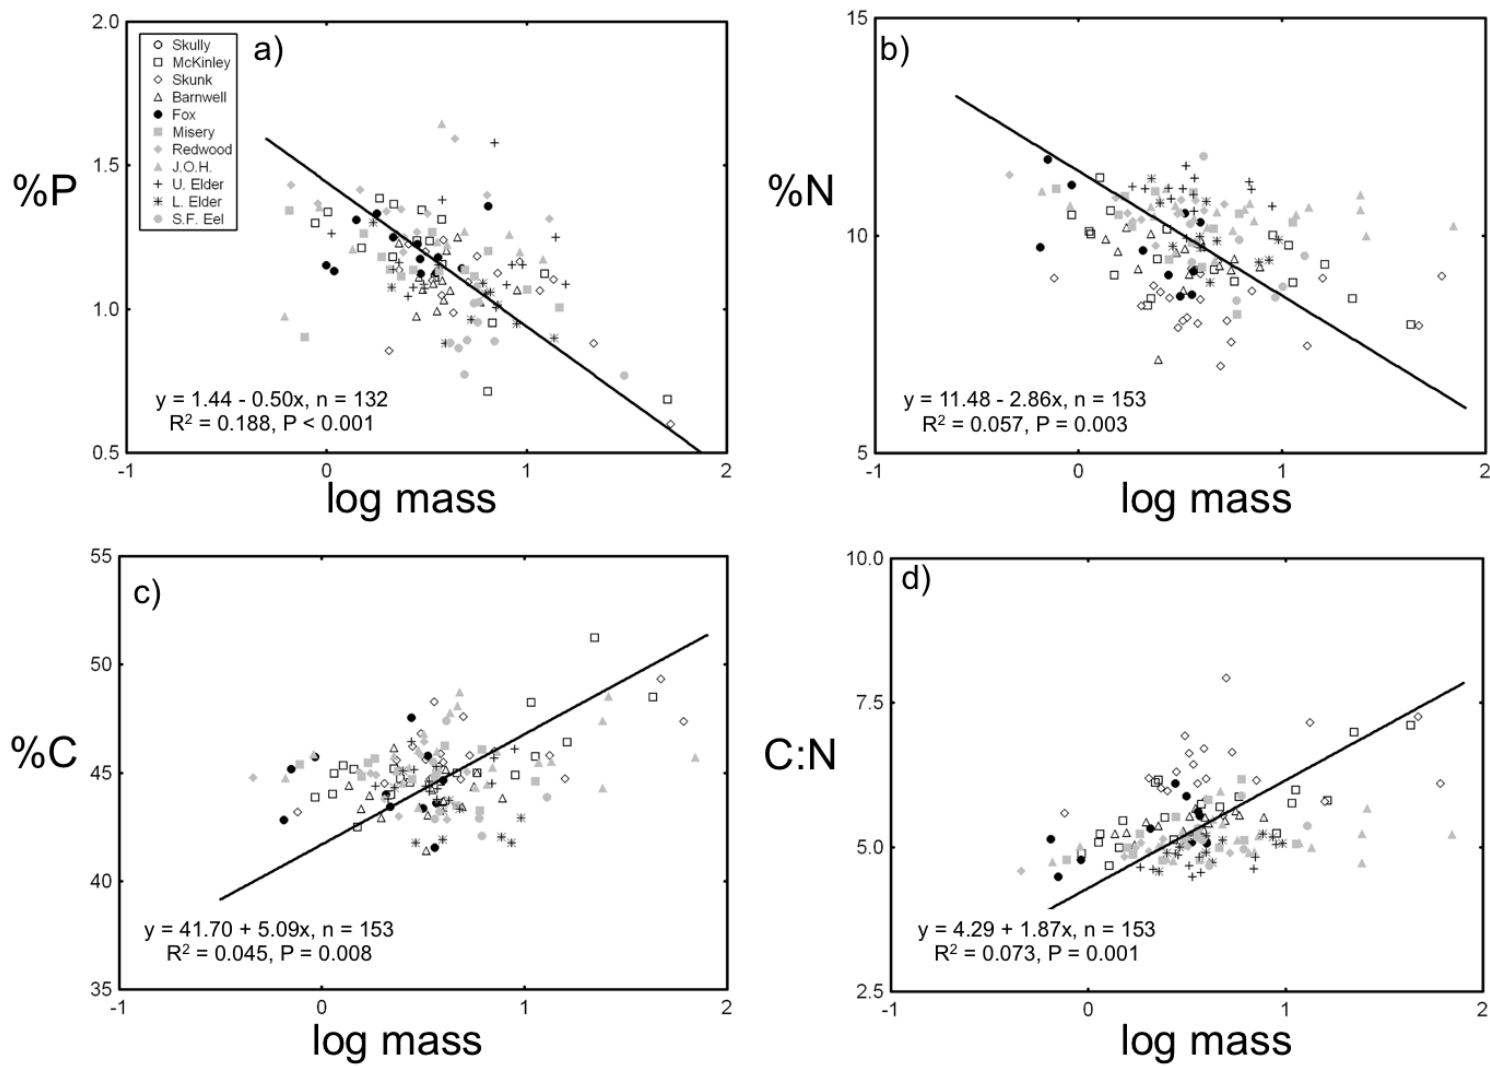 2.0
1.5
1.0
0.5
-1
0
1
2
%P
log mass
a)
Skully
McKinley
Skunk
Barnwell
Fox
Misery
Redwood
J.O.H.
U. Elder
L. Elder
S.F. Eel
y = 1.44 - 0.50x, n = 132
R² = 0.188, P < 0.001
15
10
5
-1
0
1
2
%N
log mass
b)
y = 11.48 - 2.86x, n = 153
R² = 0.057, P = 0.003
55
50
45
40
35
-1
0
1
2
%C
log mass
c)
y = 41.70 + 5.09x, n = 153
R² = 0.045, P = 0.008
10.0
7.5
5.0
2.5
-1
0
1
2
C:N
log mass
d)
y = 4.29 + 1.87x, n = 153
R² = 0.073, P = 0.001